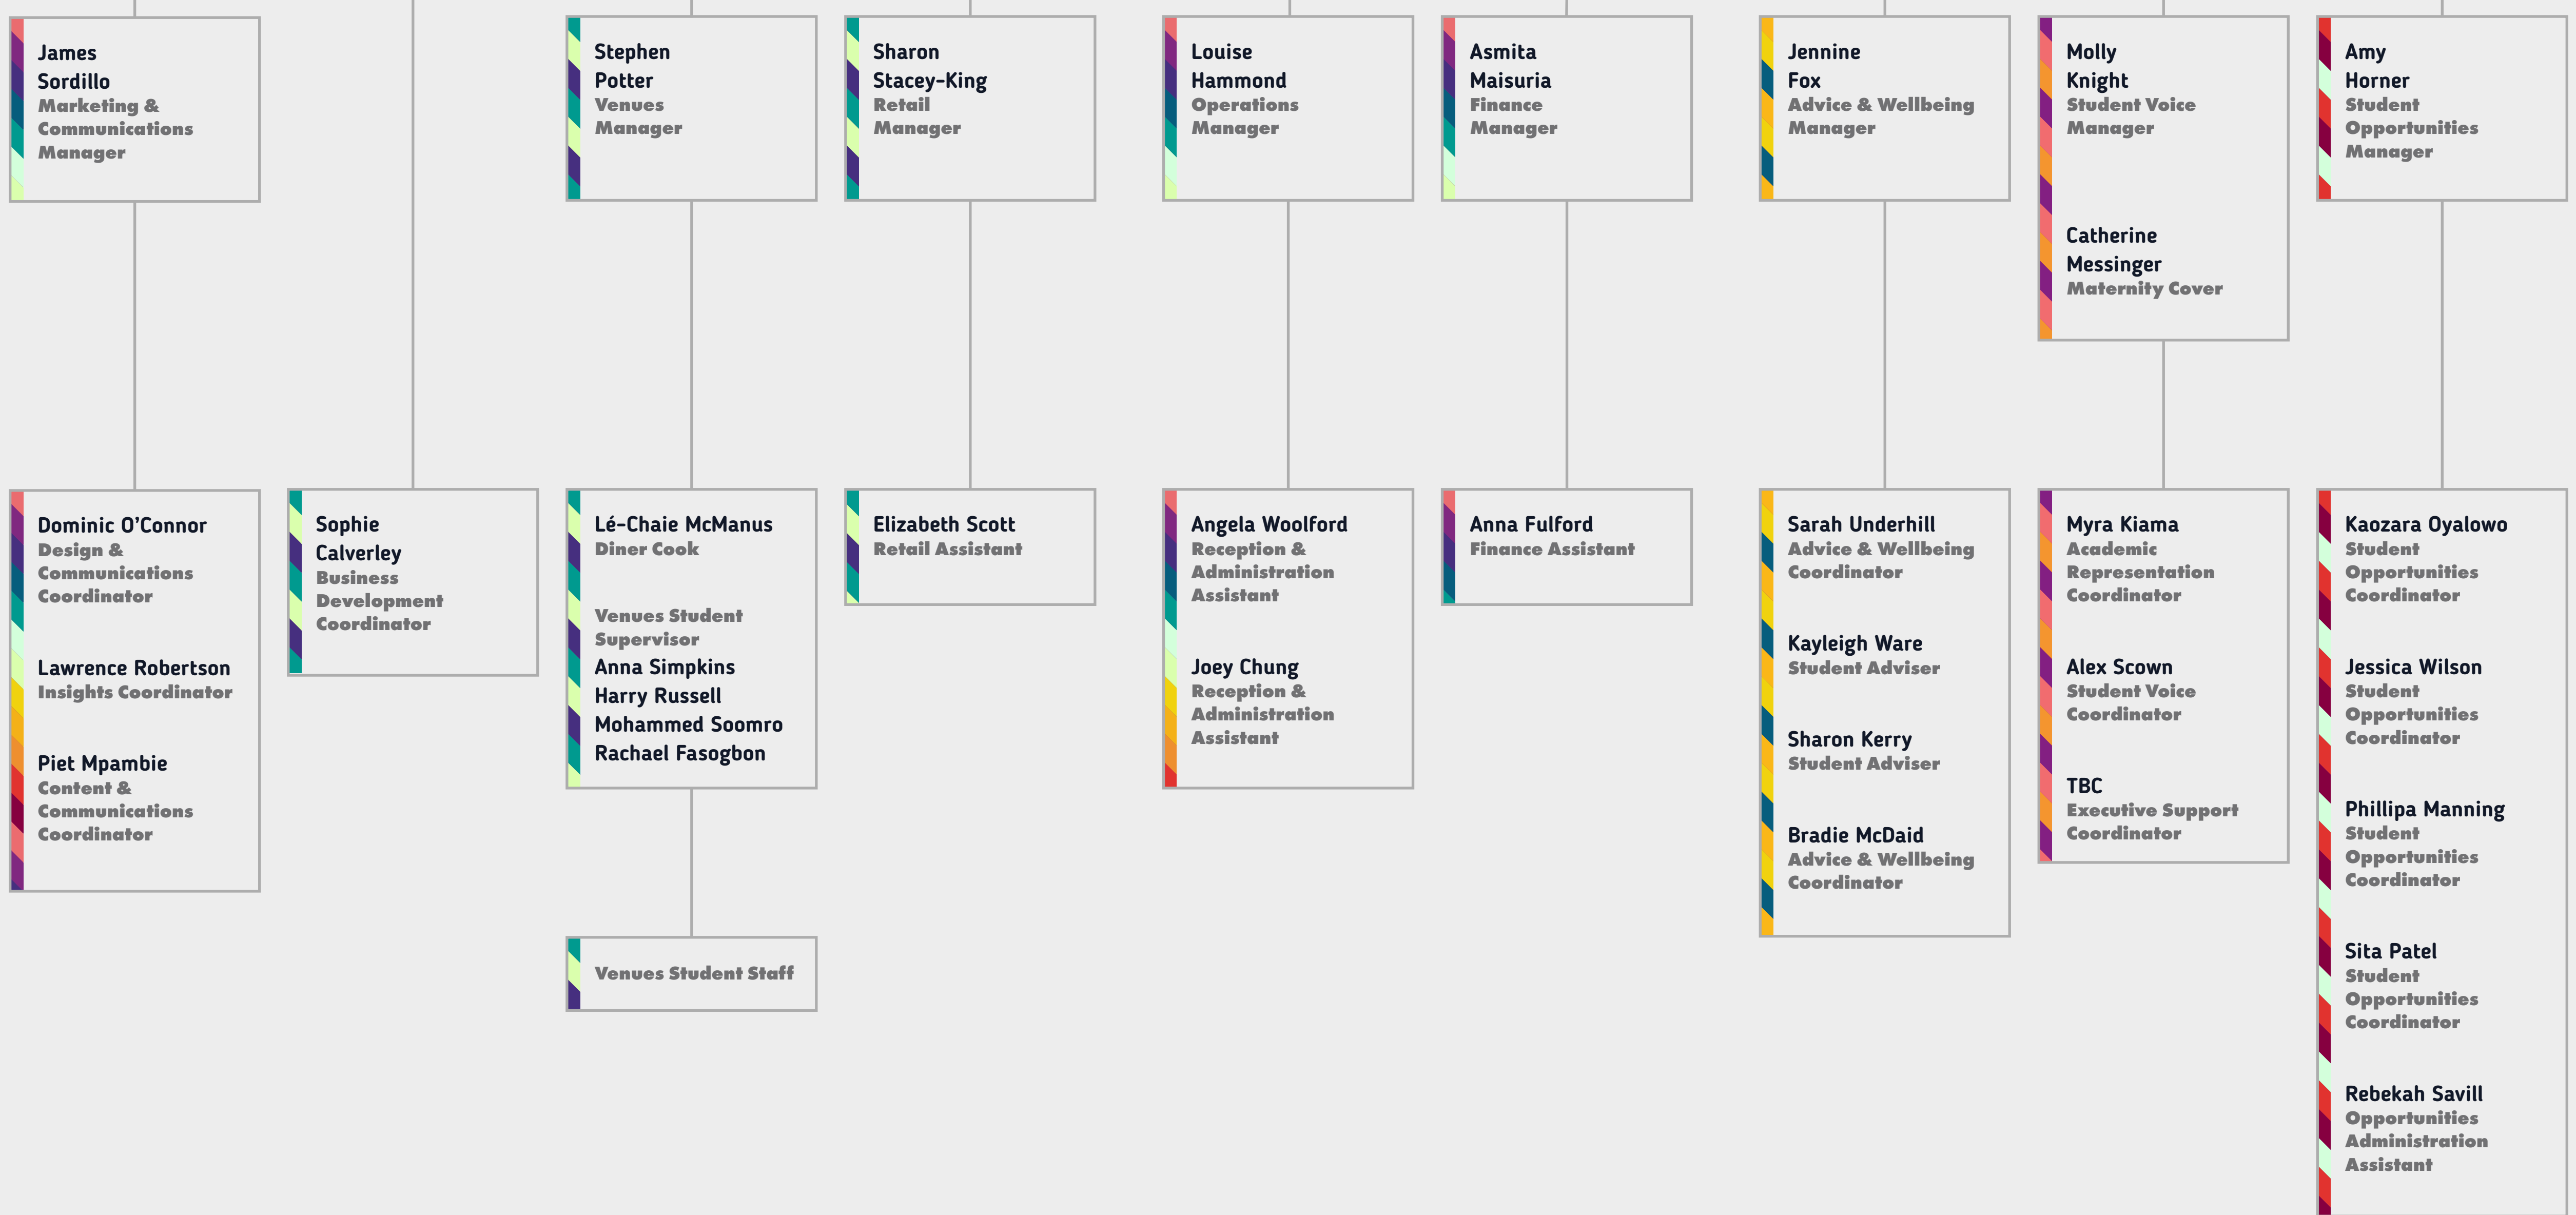 James
Sordillo
Marketing &
Communications
Manager
Stephen
Potter
Venues
Manager
Sharon
Stacey-King
Retail
Manager
Louise
Hammond
Operations
Manager
Asmita
Maisuria
Finance
Manager
Jennine
Fox
Advice & Wellbeing
Manager
Molly
Knight
Student Voice
Manager
Catherine
Messinger
Maternity Cover
Amy
Horner
Student
Opportunities
Manager
Dominic O’Connor
Design &
Communications
Coordinator
Lawrence Robertson
Insights Coordinator
Piet Mpambie
Content &
Communications
Coordinator
Sophie
Calverley
Business
Development
Coordinator
Lé-Chaie McManus
Diner Cook
Venues Student
Supervisor
Anna Simpkins
Harry Russell
Mohammed Soomro
Rachael Fasogbon
Venues Student Staff
Elizabeth Scott
Retail Assistant
Angela Woolford
Reception &
Administration
Assistant
Joey Chung
Reception &
Administration
Assistant
Anna Fulford
Finance Assistant
Sarah Underhill
Advice & Wellbeing
Coordinator
Kayleigh Ware
Student Adviser
Sharon Kerry
Student Adviser
Bradie McDaid
Advice & Wellbeing
Coordinator
Myra Kiama
Academic
Representation
Coordinator
Alex Scown
Student Voice
Coordinator
TBC
Executive Support
Coordinator
Kaozara Oyalowo
Student
Opportunities
Coordinator
Jessica Wilson
Student
Opportunities
Coordinator
Phillipa Manning
Student
Opportunities
Coordinator
Sita Patel
Student
Opportunities
Coordinator
Rebekah Savill
Opportunities
Administration
Assistant